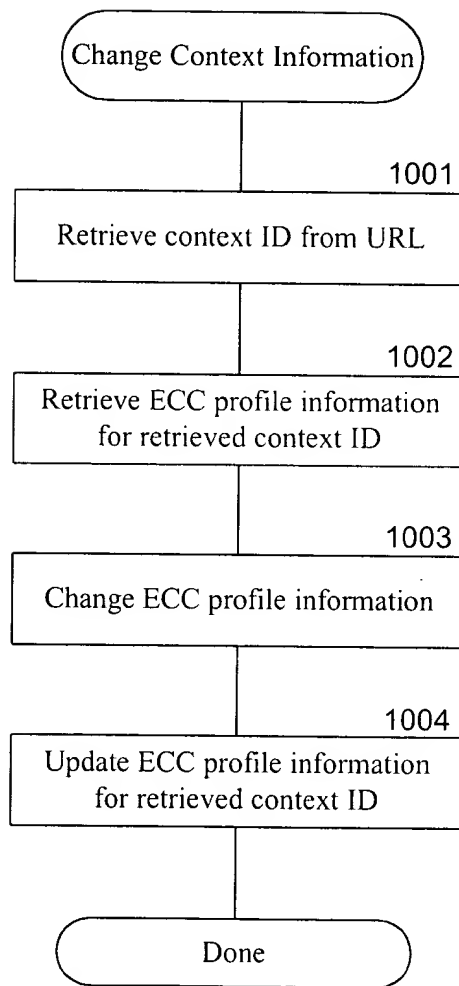 Change Context Information
1001
Retrieve context ID from URL
1002
Retrieve ECC profile information
for retrieved context ID
1003
Change ECC profile information
1004
Update ECC profile information
for retrieved context ID
Done